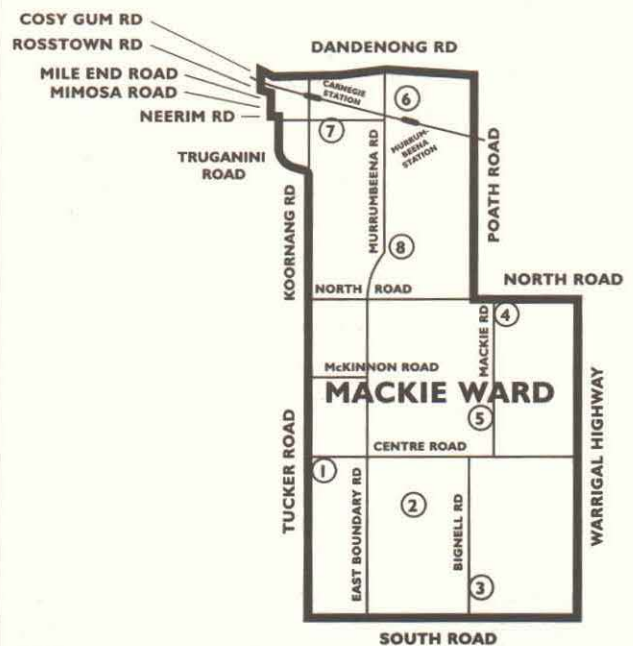 COSY GUM RD
ROSSTOWN RD
MILE END ROAD
MIMOSA ROAD
NEERIM RD
TRUGANINI
ROAD
DANDENONG RD
CARNEGIE
STATION
6
7
MURRUM-
BEENA
STATION
MURRUMBEENA RD
POATH ROAD
KOORNANG RD
8
NORTH ROAD
NORTH ROAD
4
MACKIE RD
McKINNON ROAD
MACKIE WARD
5
WARRIGAL HIGHWAY
TUCKER ROAD
CENTRE ROAD
1
EAST BOUNDARY RD
2
BIGNELL RD
3
SOUTH ROAD